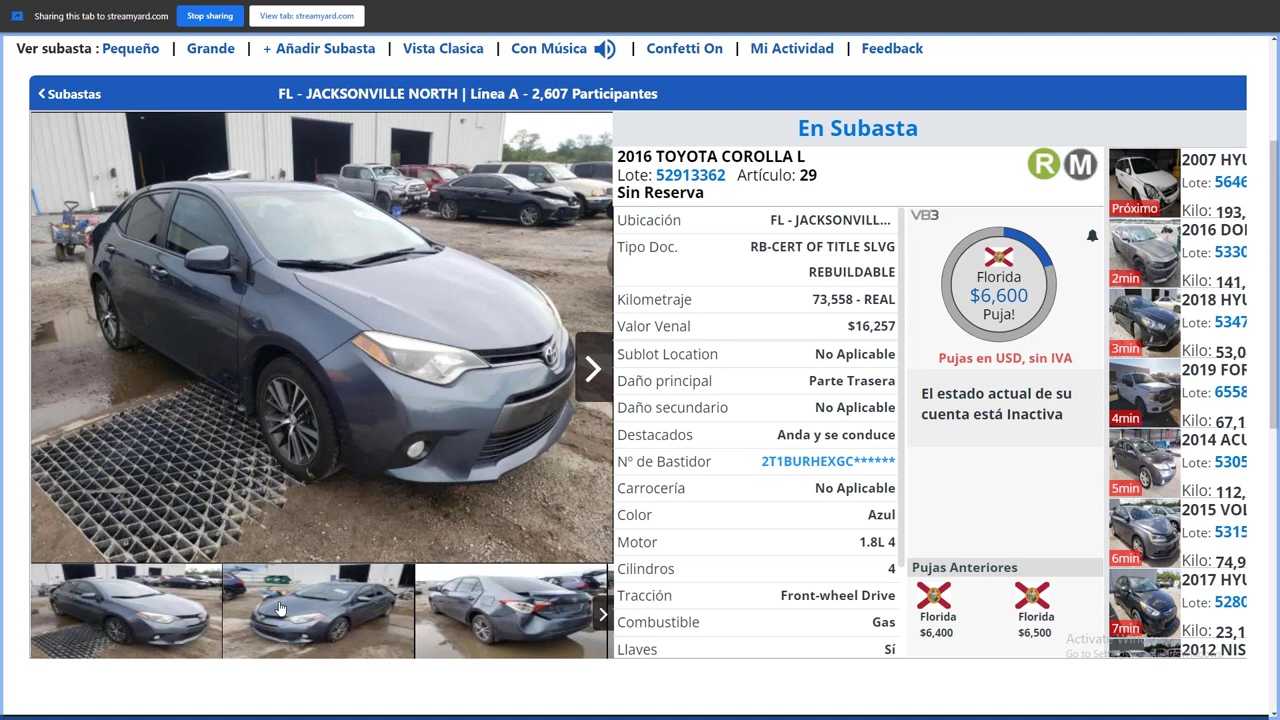 Sharing this tab to streamyard.com
Stop sharing
View tab: streamyard.com
Ver subasta : Pequeño | Grande | + Añadir Subasta | Vista Clasica | Con Música | Confetti On | Mi Actividad | Feedback
Subastas
FL - JACKSONVILLE NORTH | Línea A - 2,607 Participantes
En Subasta
2016 TOYOTA COROLLA L
Lote: 52913362 Artículo: 29
Sin Reserva
R
M
Ubicación FL - JACKSONVILL...
Tipo Doc. RB-CERT OF TITLE SLVG
REBUILDABLE
Kilometraje 73,558 - REAL
Valor Venal $16,257
Sublot Location No Aplicable
Daño principal Parte Trasera
Daño secundario No Aplicable
Destacados Anda y se conduce
Nº de Bastidor 2T1BURHEXGC******
Carrocería No Aplicable
Color Azul
Motor 1.8L 4
Cilindros 4
Tracción Front-wheel Drive
Combustible Gas
Llaves Sí
VB3
Florida
$6,600
Puja!
Pujas en USD, sin IVA
El estado actual de su
cuenta está Inactiva
Pujas Anteriores
Florida
$6,400
Florida
$6,500
2007 HYU
Lote: 5646
Próximo
Kilo: 193,
2016 DO
Lote: 5330
2min
Kilo: 141,
2018 HYU
Lote: 5347
3min
Kilo: 53,0
2019 FOR
Lote: 6558
4min
Kilo: 67,1
2014 ACU
Lote: 5305
5min
Kilo: 112,
2015 VOL
Lote: 5315
6min
Kilo: 74,9
2017 HYU
Lote: 5280
7min
Kilo: 23,1
2012 NIS
Activate Windows